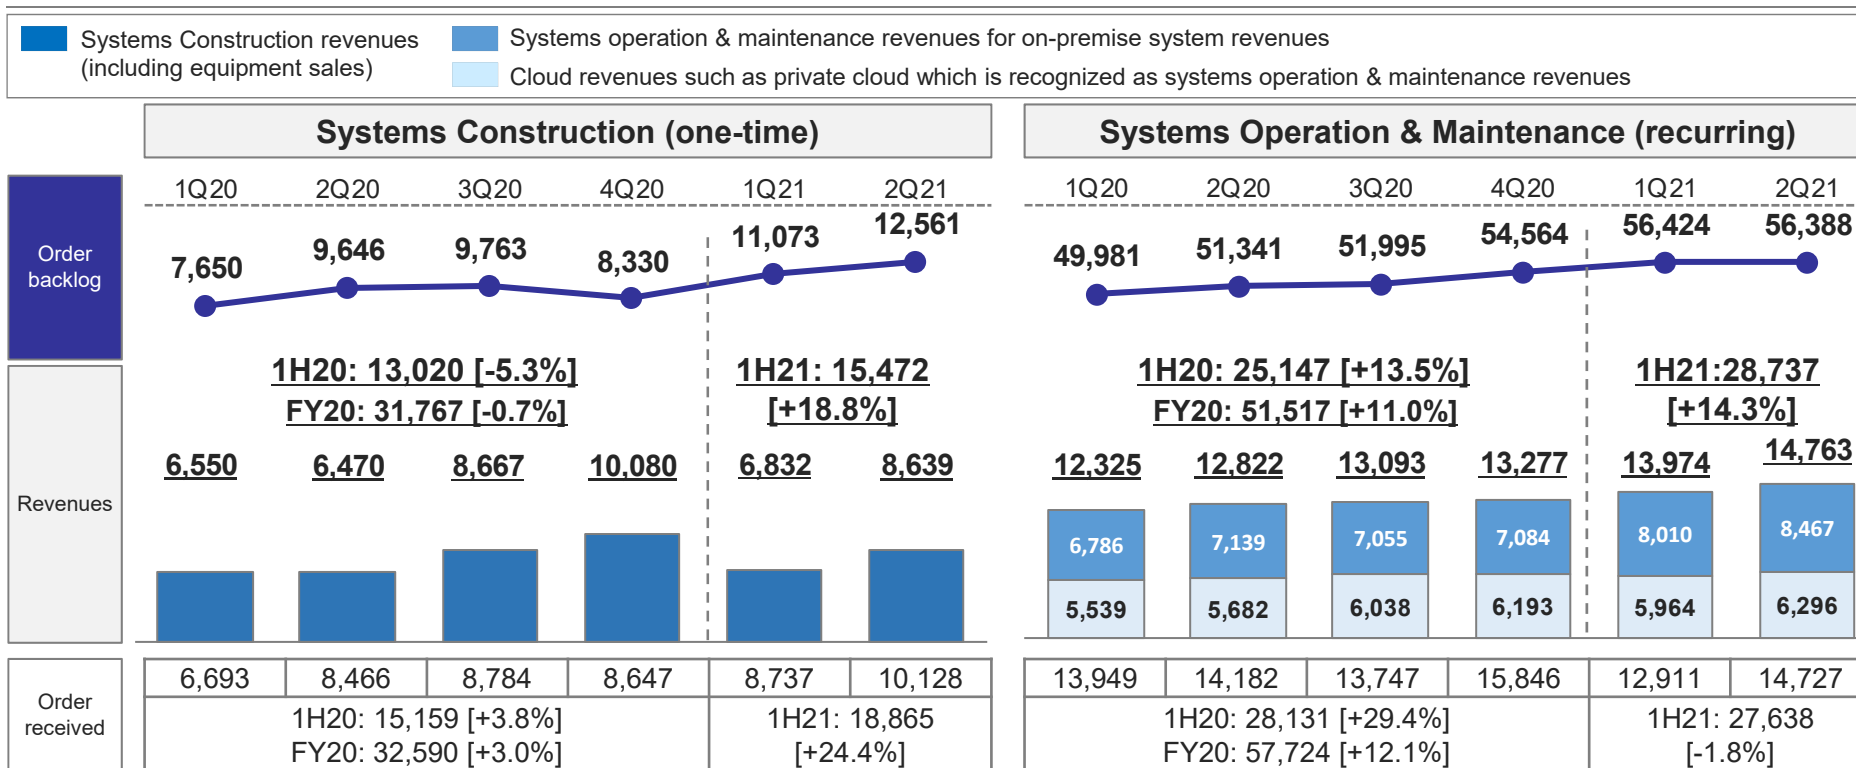 Systems Construction revenues
(including equipment sales)
Systems operation & maintenance revenues for on-premise system revenues
Cloud revenues such as private cloud which is recognized as systems operation & maintenance revenues
Systems Construction (one-time)
Systems Operation & Maintenance (recurring)
Order
backlog
1Q20 2Q20 3Q20 4Q20 1Q21 2Q21
7,650 9,646 9,763 8,330 11,073 12,561
1Q20 2Q20 3Q20 4Q20 1Q21 2Q21
49,981 51,341 51,995 54,564 56,424 56,388
Revenues
1H20: 13,020 [-5.3%]
FY20: 31,767 [-0.7%]
1H21: 15,472
[+18.8%]
6,550 6,470 8,667 10,080 6,832 8,639
1H20: 25,147 [+13.5%]
FY20: 51,517 [+11.0%]
1H21:28,737
[+14.3%]
12,325 12,822 13,093 13,277 13,974 14,763
6,786 7,139 7,055 7,084 8,010 8,467
5,539 5,682 6,038 6,193 5,964 6,296
Order
received
6,693 8,466 8,784 8,647 8,737 10,128
1H20: 15,159 [+3.8%]
FY20: 32,590 [+3.0%]
1H21: 18,865
[+24.4%]
13,949 14,182 13,747 15,846 12,911 14,727
1H20: 28,131 [+29.4%]
FY20: 57,724 [+12.1%]
1H21: 27,638
[-1.8%]